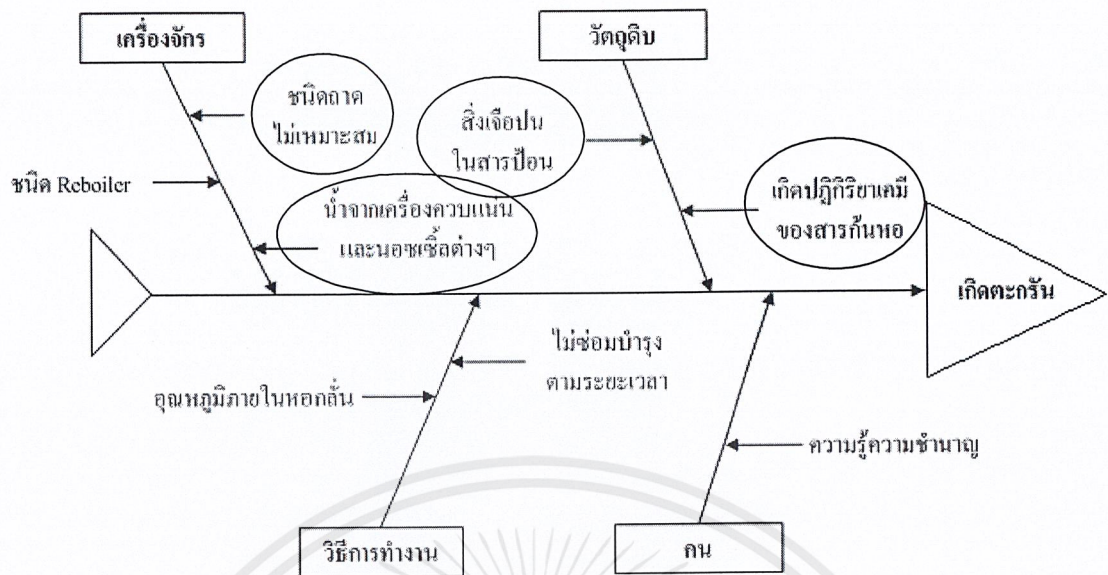 เครื่องจักร
วัตถุดิบ
ชนิดถาด
ไม่เหมาะสม
สิ่งเจือปน
ในสารป้อน
ชนิด Reboiler
น้ำจากเครื่องควบแน่น
และนอซเซิ้ลต่างๆ
เกิดปฏิกิริยาเคมี
ของสารก้นหอ
เกิดตะกรัน
ไม่ซ่อมบำรุง
ตามระยะเวลา
อุณหภูมิภายในหอกลั่น
ความรู้ความชำนาญ
วิธีการทำงาน
คน